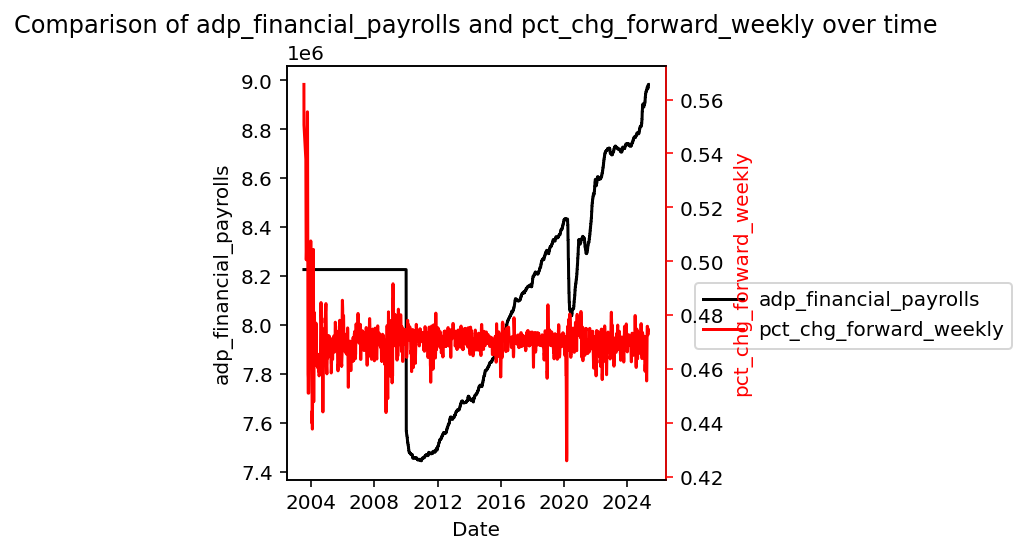 Comparison of adp_financial_payrolls and pct_chg_forward_weekly over time
1e6
9.0
8.8
8.6
8.4
8.2
8.0
7.8
7.6
7.4
adp_financial_payrolls
0.56
0.54
0.52
0.50
0.48
0.46
0.44
0.42
pct_chg_forward_weekly
adp_financial_payrolls
pct_chg_forward_weekly
2004 2008 2012 2016 2020 2024
Date